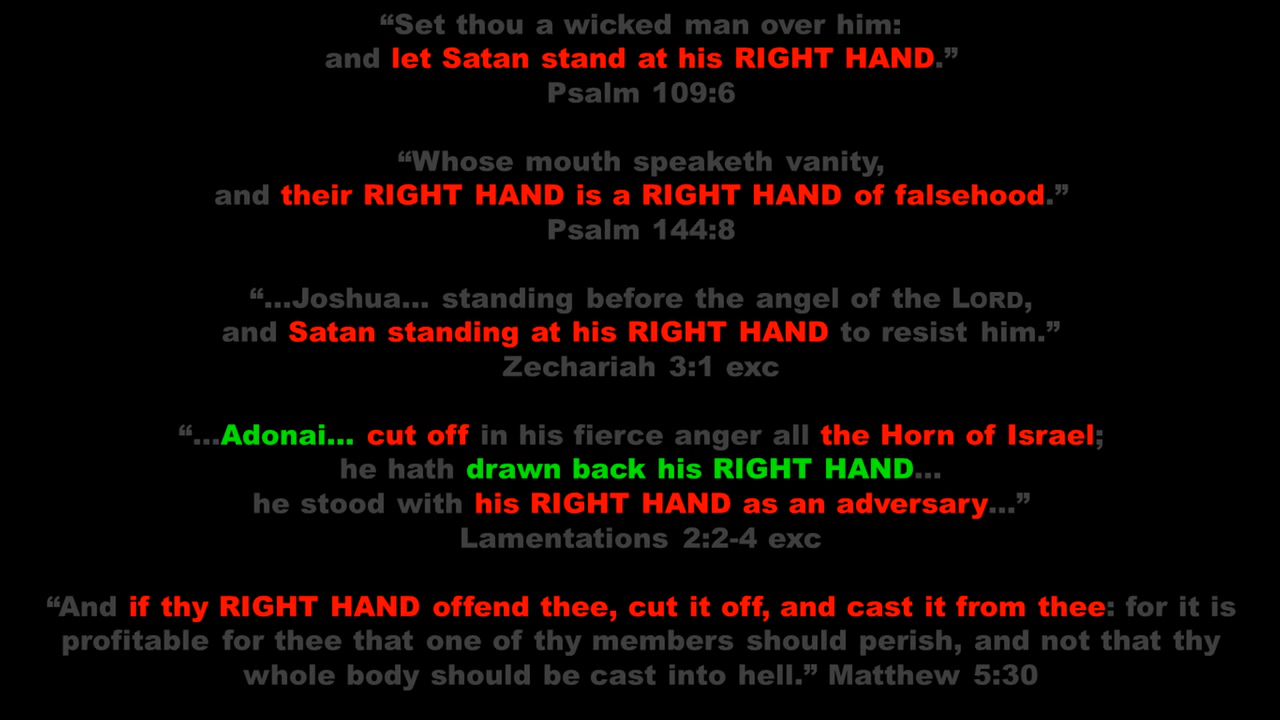 “Set thou a wicked man over him:
and let Satan stand at his RIGHT HAND.”
Psalm 109:6
“Whose mouth speaketh vanity,
and their RIGHT HAND is a RIGHT HAND of falsehood.”
Psalm 144:8
“...Joshua... standing before the angel of the LORD,
and Satan standing at his RIGHT HAND to resist him.”
Zechariah 3:1 exc
“...Adonai... cut off in his fierce anger all the Horn of Israel;
he hath drawn back his RIGHT HAND...
he stood with his RIGHT HAND as an adversary...”
Lamentations 2:2-4 exc
“And if thy RIGHT HAND offend thee, cut it off, and cast it from thee: for it is
profitable for thee that one of thy members should perish, and not that thy
whole body should be cast into hell.” Matthew 5:30